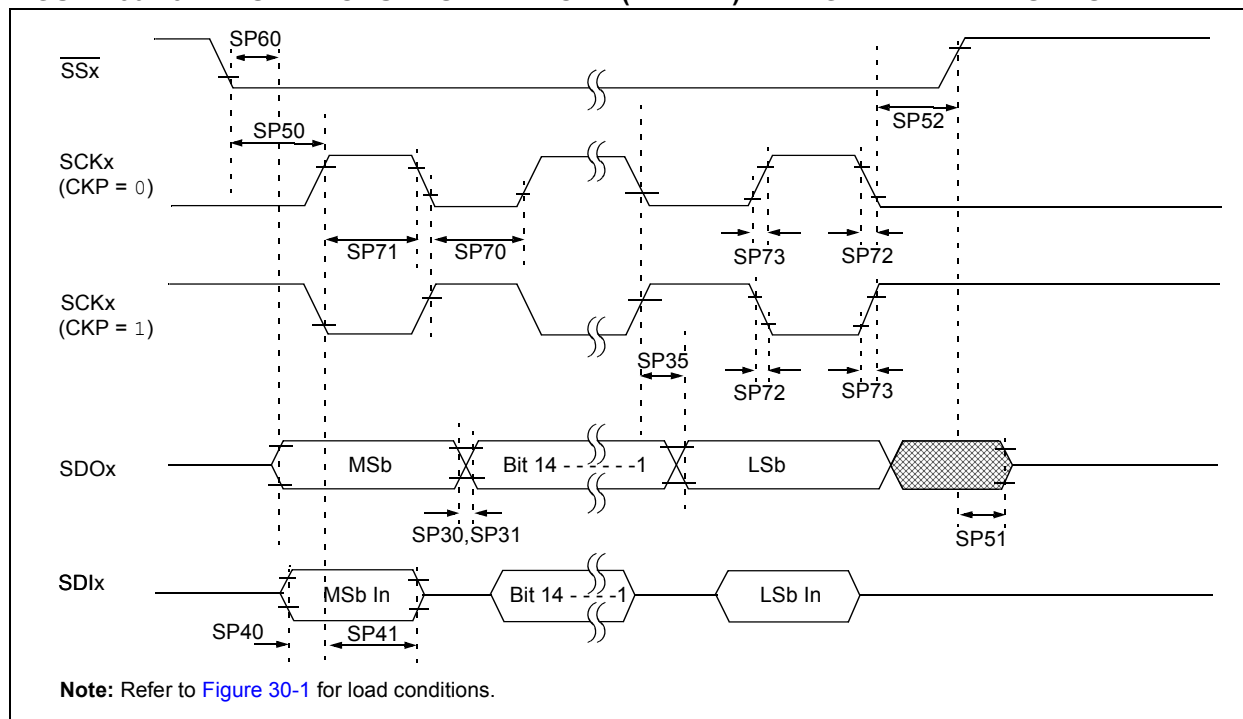 SP60
SSx
SP50
SP52
SCKx
(CKP = 0)
SP71
SP70
SP73
SP72
SCKx
(CKP = 1)
SP35
SP72
SP73
SDOx
MSb
Bit 14 - - - - - - -1
LSb
SP30,SP31
SP51
SDIx
MSb In
Bit 14 - - - -1
LSb In
SP40
SP41
Note: Refer to Figure 30-1 for load conditions.